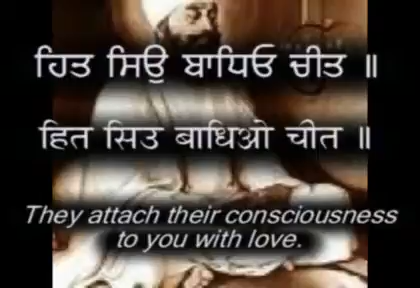 ਹਿਤ ਸਿਉ ਬਾਧਿਓ ਚੀਤ ॥
हित सिउ बाधिओ चीत ॥
They attach their consciousness
to you with love.